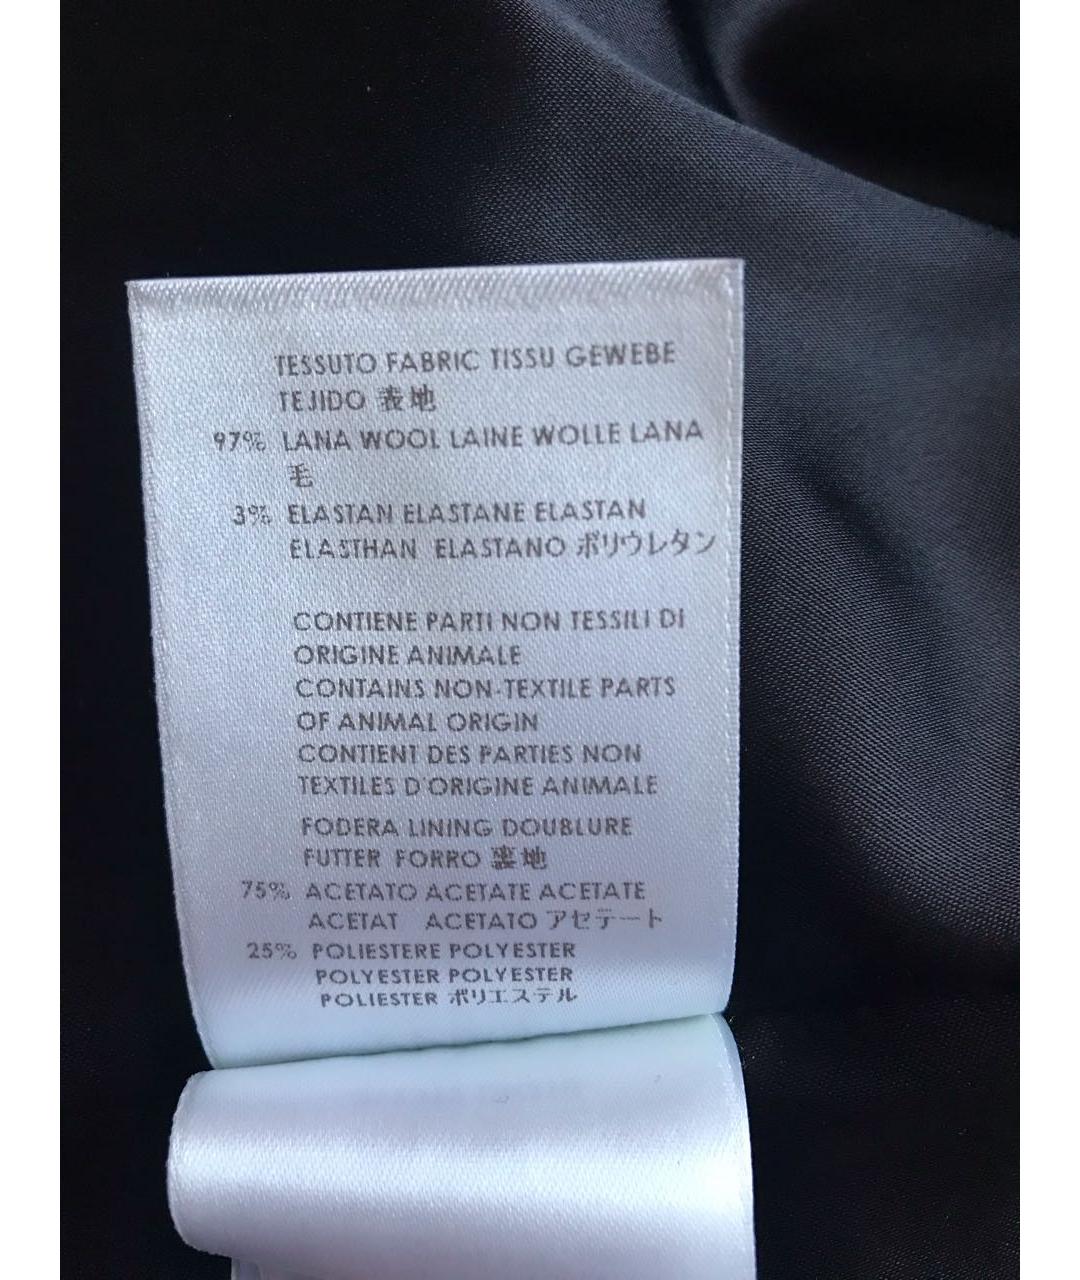 TESSUTO FABRIC TISSU GEWEBE
TEJIDO 表地
97% LANA WOOL LAINE WOLLE LANA
毛
3% ELASTAN ELASTANE ELASTAN
ELASTHAN ELASTANO ポリウレタン
CONTIENE PARTI NON TESSILI DI
ORIGINE ANIMALE
CONTAINS NON-TEXTILE PARTS
OF ANIMAL ORIGIN
CONTIENT DES PARTIES NON
TEXTILES D'ORIGINE ANIMALE
FODERA LINING DOUBLURE
FUTTER FORRO 裏地
75% ACETATO ACETATE ACETATE
ACETAT ACETATO アセテート
25% POLIESTERE POLYESTER
POLYESTER POLYESTER
POLIESTER ポリエステル